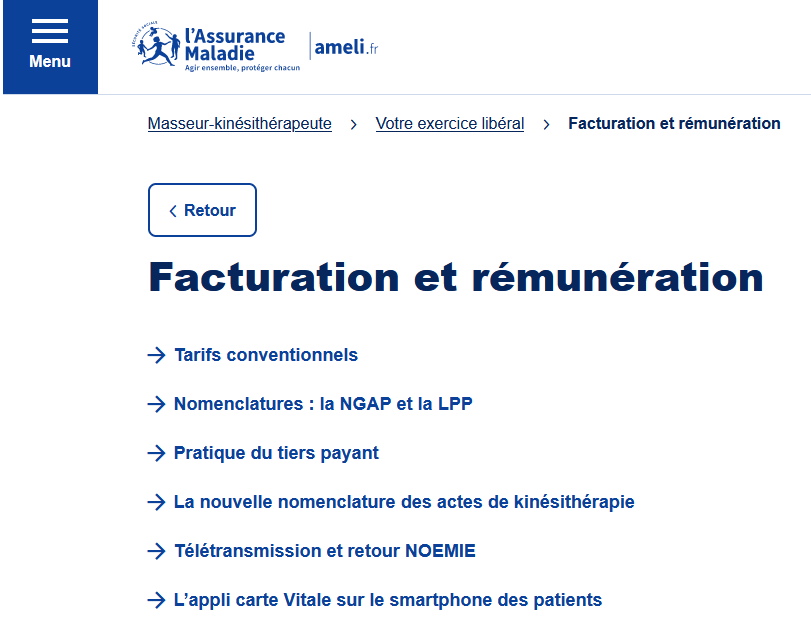 Menu
SÉCURITÉ SOCIALE
l'Assurance
Maladie
Agir ensemble, protéger chacun
ameli.fr
Masseur-kinésithérapeute > Votre exercice libéral > Facturation et rémunération
< Retour
Facturation et rémunération
→ Tarifs conventionnels
→ Nomenclatures : la NGAP et la LPP
→ Pratique du tiers payant
→ La nouvelle nomenclature des actes de kinésithérapie
→ Télétransmission et retour NOEMIE
→ L'appli carte Vitale sur le smartphone des patients